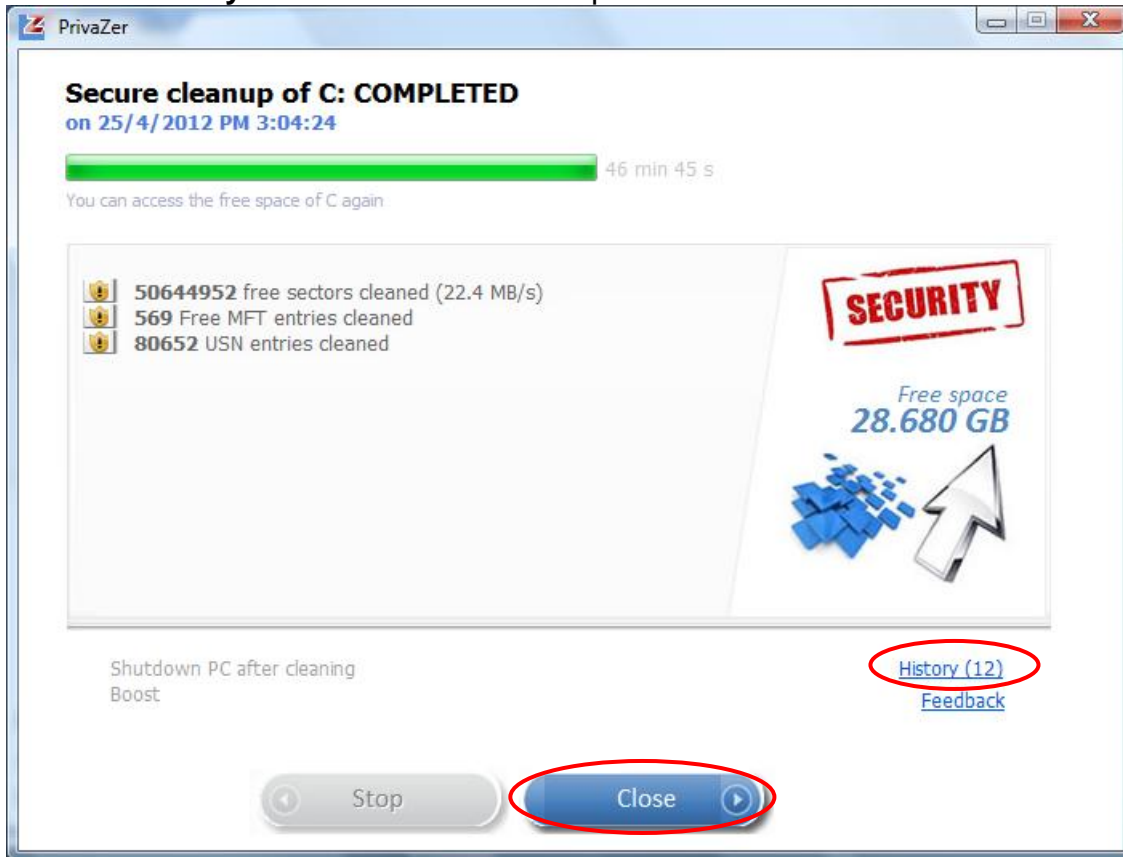 PrivaZer
Secure cleanup of C: COMPLETED
on 25/4/2012 PM 3:04:24
46 min 45 s
You can access the free space of C again
50644952 free sectors cleaned (22.4 MB/s)
569 Free MFT entries cleaned
80652 USN entries cleaned
SECURITY
Free space
28.680 GB
Shutdown PC after cleaning
Boost
History (12)
Feedback
Stop
Close